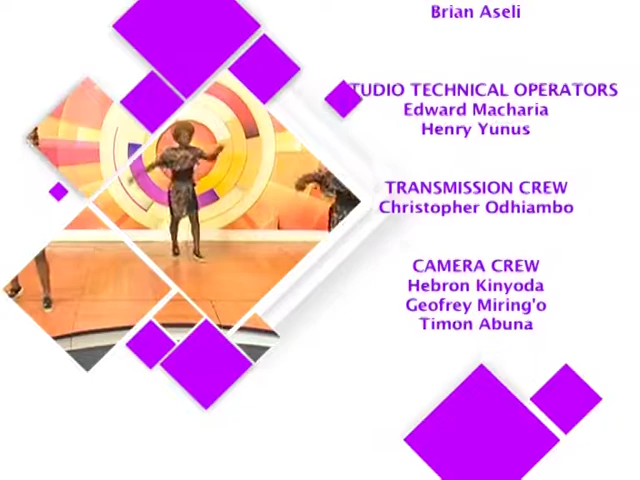 Brian Aseli
TUDIO TECHNICAL OPERATORS
Edward Macharia
Henry Yunus
TRANSMISSION CREW
Christopher Odhiambo
CAMERA CREW
Hebron Kinyoda
Geofrey Miring'o
Timon Abuna